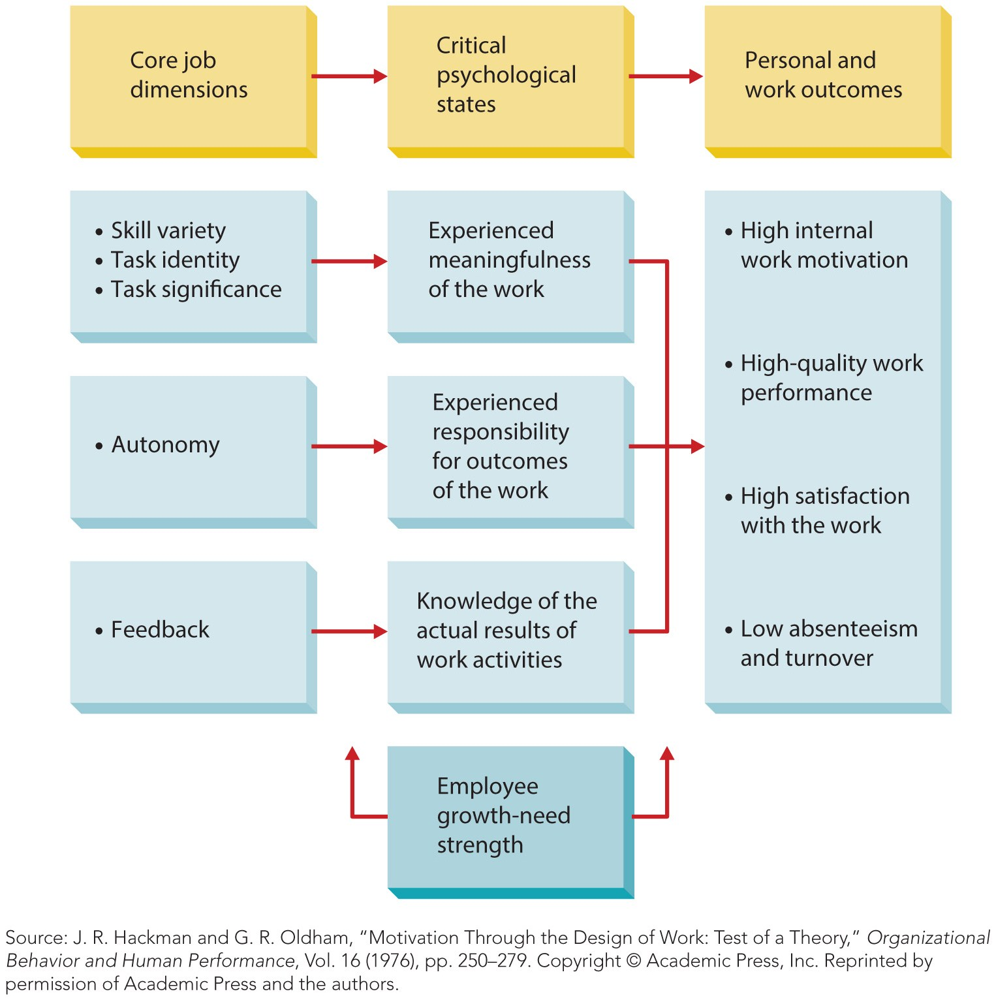 Core job
dimensions
Critical
psychological
states
Personal and
work outcomes
• Skill variety
• Task identity
• Task significance
Experienced
meaningfulness
of the work
• Autonomy
Experienced
responsibility
for outcomes
of the work
• Feedback
Knowledge of the
actual results of
work activities
• High internal
work motivation
• High-quality work
performance
• High satisfaction
with the work
• Low absenteeism
and turnover
Employee
growth-need
strength
Source: J. R. Hackman and G. R. Oldham, “Motivation Through the Design of Work: Test of a Theory,” Organizational
Behavior and Human Performance, Vol. 16 (1976), pp. 250–279. Copyright © Academic Press, Inc. Reprinted by
permission of Academic Press and the authors.